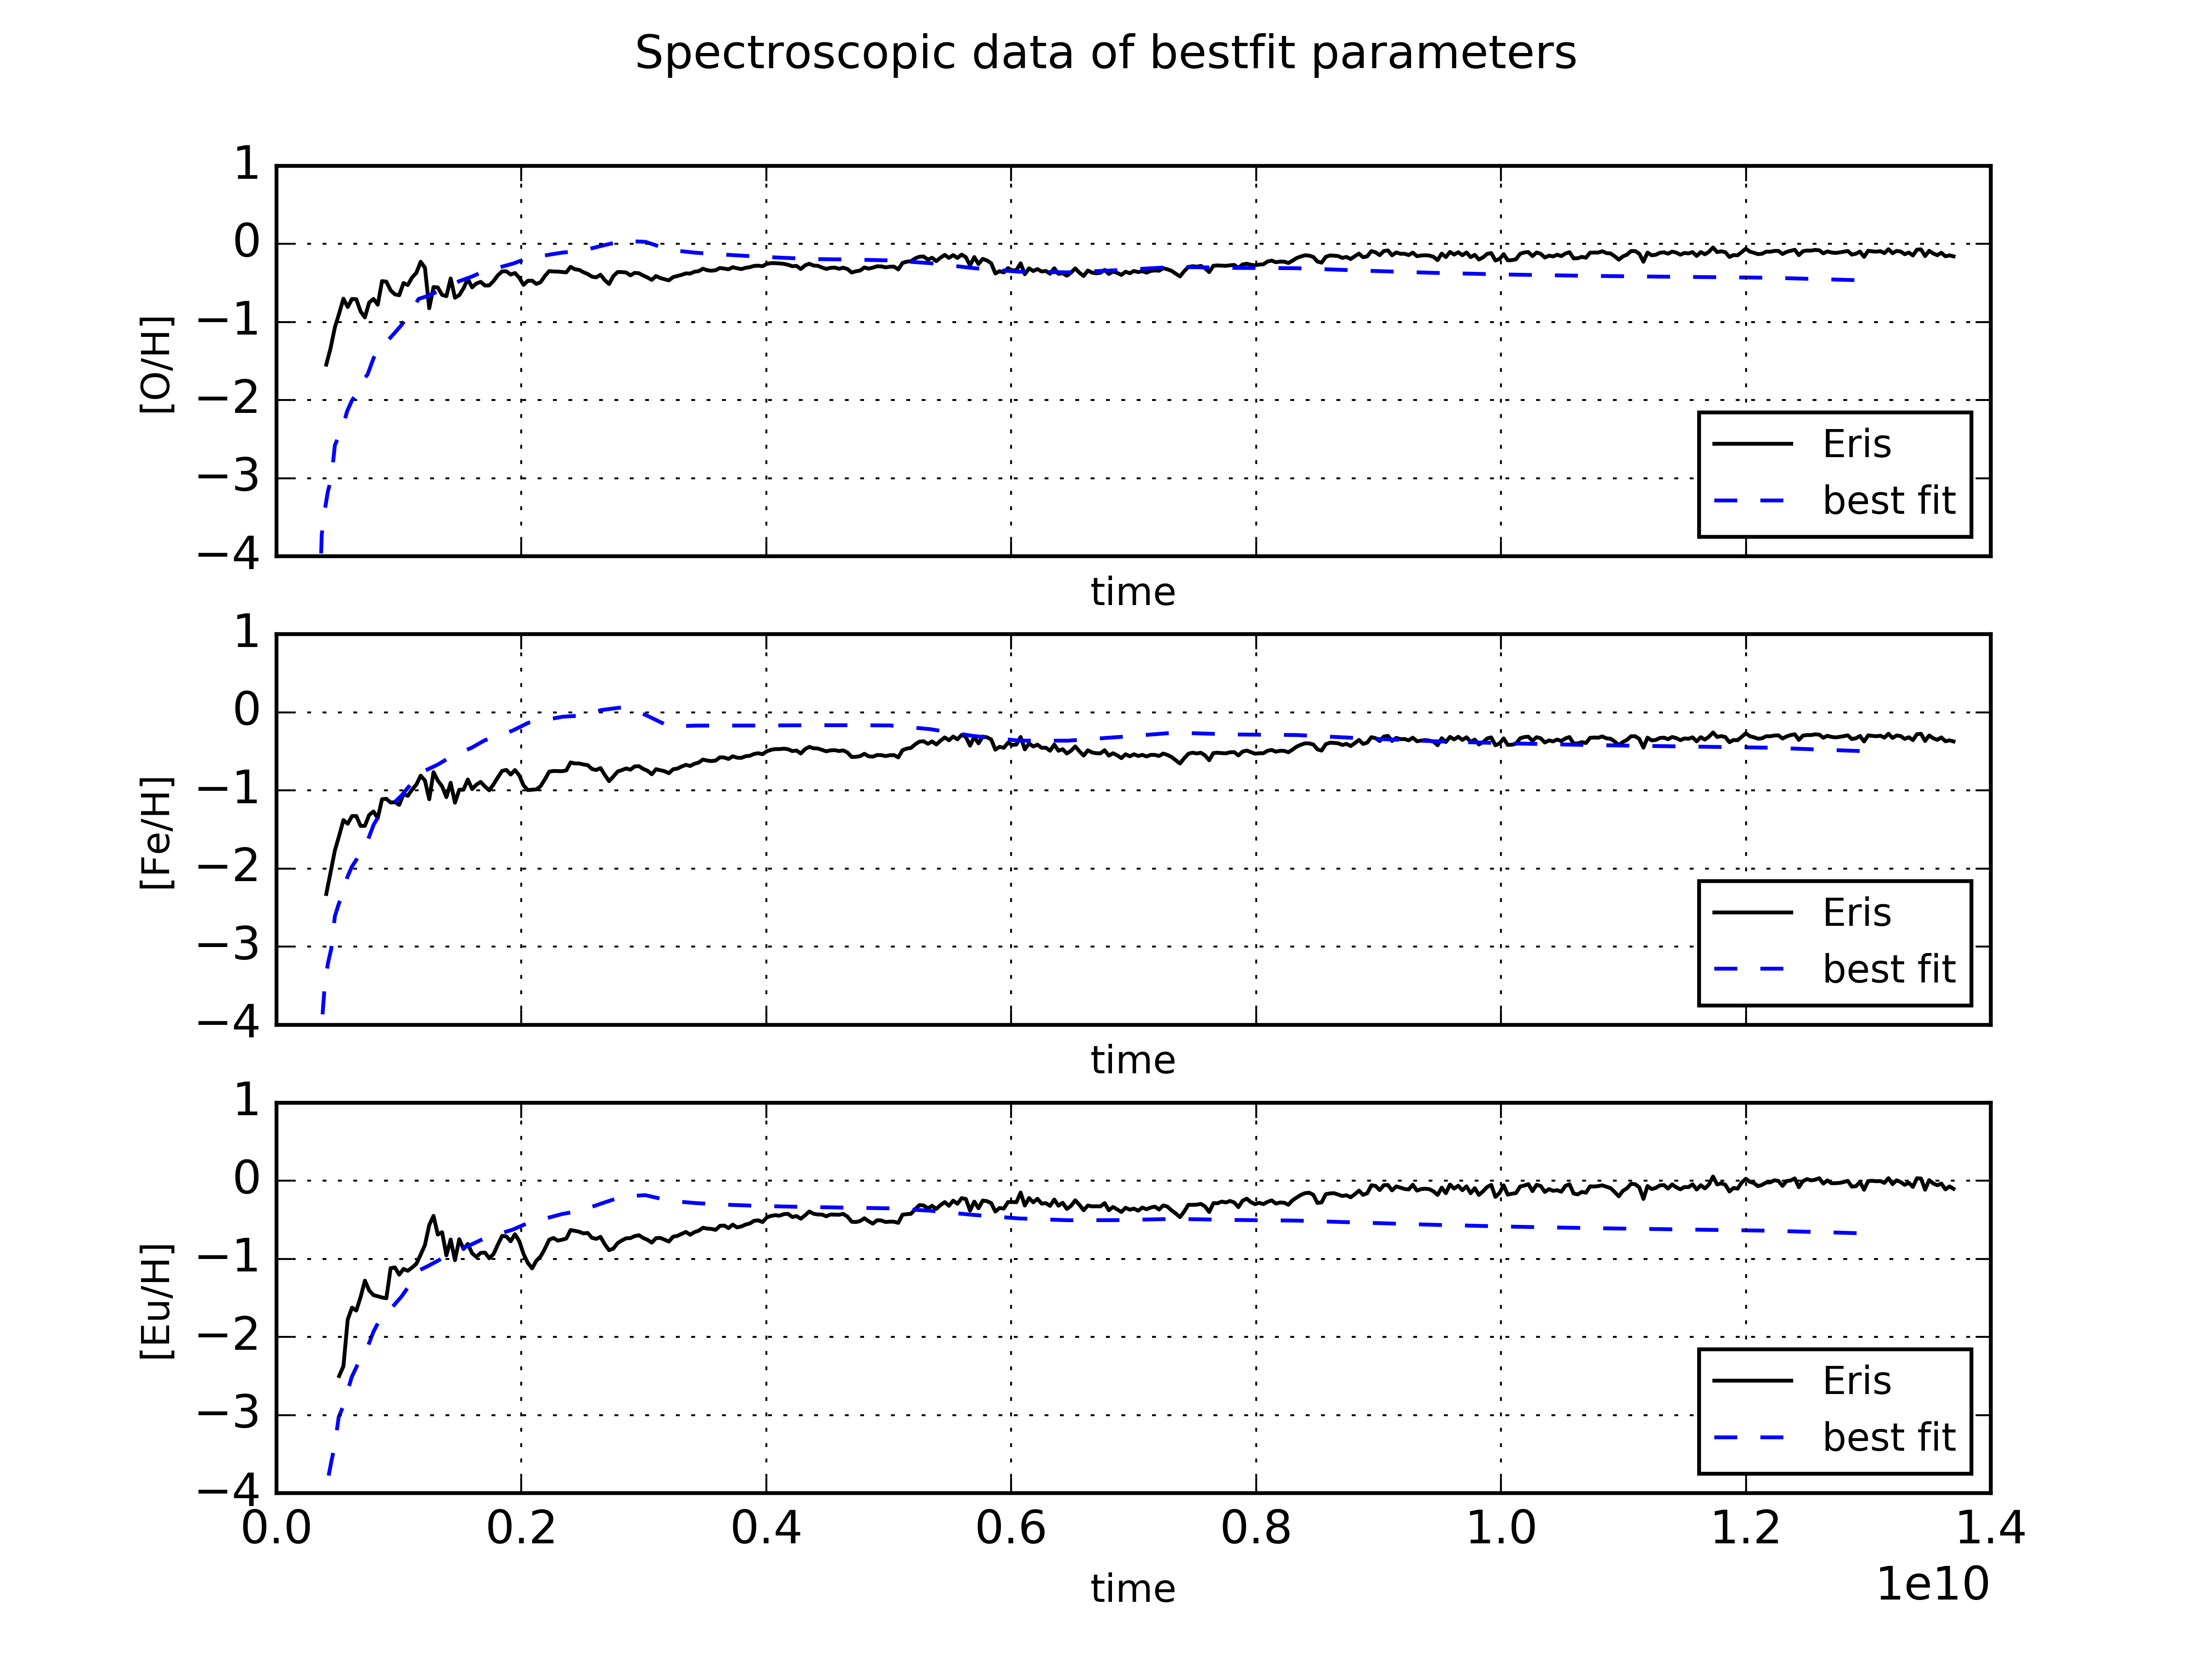 Spectroscopic data of bestfit parameters
1
0
−1
−2
−3
−4
[O/H]
Eris
best fit
time
1
0
−1
−2
−3
−4
[Fe/H]
Eris
best fit
time
1
0
−1
−2
−3
−4
[Eu/H]
Eris
best fit
0.0 0.2 0.4 0.6 0.8 1.0 1.2 1.4
time
1e10